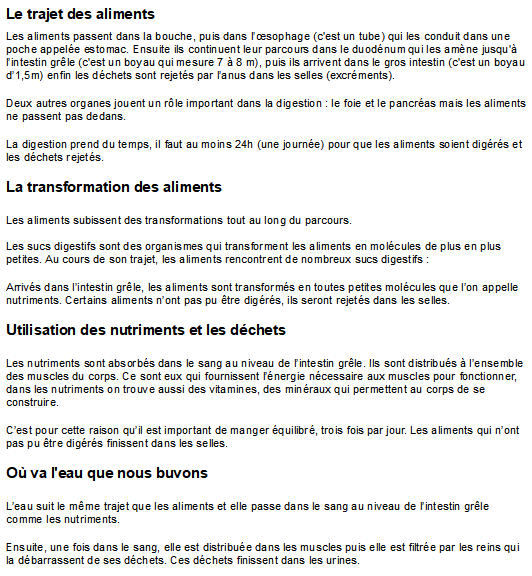 Le trajet des aliments
Les aliments passent dans la bouche, puis dans l’œsophage (c'est un tube) qui les conduit dans une
poche appelée estomac. Ensuite ils continuent leur parcours dans le duodénum qui les amène jusqu'à
l’intestin grêle (c'est un boyau qui mesure 7 à 8 m), puis ils arrivent dans le gros intestin (c'est un boyau
d’1,5m) enfin les déchets sont rejetés par l’anus dans les selles (excréments).
Deux autres organes jouent un rôle important dans la digestion : le foie et le pancréas mais les aliments
ne passent pas dedans.
La digestion prend du temps, il faut au moins 24h (une journée) pour que les aliments soient digérés et
les déchets rejetés.
La transformation des aliments
Les aliments subissent des transformations tout au long du parcours.
Les sucs digestifs sont des organismes qui transforment les aliments en molécules de plus en plus
petites. Au cours de son trajet, les aliments rencontrent de nombreux sucs digestifs :
Arrivés dans l’intestin grêle, les aliments sont transformés en toutes petites molécules que l’on appelle
nutriments. Certains aliments n’ont pas pu être digérés, ils seront rejetés dans les selles.
Utilisation des nutriments et les déchets
Les nutriments sont absorbés dans le sang au niveau de l’intestin grêle. Ils sont distribués à l’ensemble
des muscles du corps. Ce sont eux qui fournissent l’énergie nécessaire aux muscles pour fonctionner,
dans les nutriments on trouve aussi des vitamines, des minéraux qui permettent au corps de se
construire.
C’est pour cette raison qu’il est important de manger équilibré, trois fois par jour. Les aliments qui n’ont
pas pu être digérés finissent dans les selles.
Où va l'eau que nous buvons
L’eau suit le même trajet que les aliments et elle passe dans le sang au niveau de l’intestin grêle
comme les nutriments.
Ensuite, une fois dans le sang, elle est distribuée dans les muscles puis elle est filtrée par les reins qui
la débarrassent de ses déchets. Ces déchets finissent dans les urines.